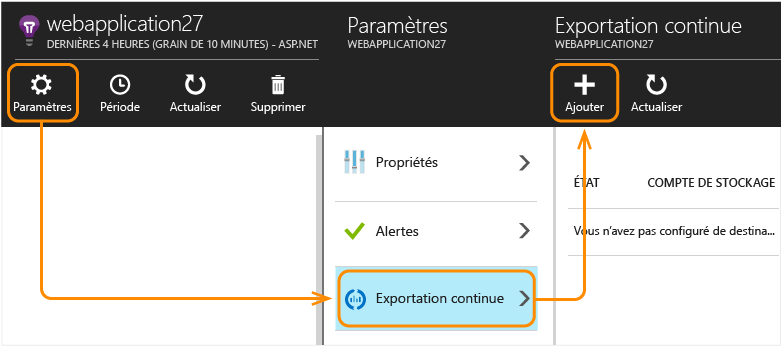 webapplication27
DERNIÈRES 4 HEURES (GRAIN DE 10 MINUTES) - ASP.NET
Paramètres
Période
Actualiser
Supprimer
Paramètres
WEBAPPLICATION27
Propriétés
Alertes
Exportation continue
Exportation continue
WEBAPPLICATION27
Ajouter
Actualiser
ÉTAT COMPTE DE STOCKAGE
Vous n'avez pas configuré de destina...